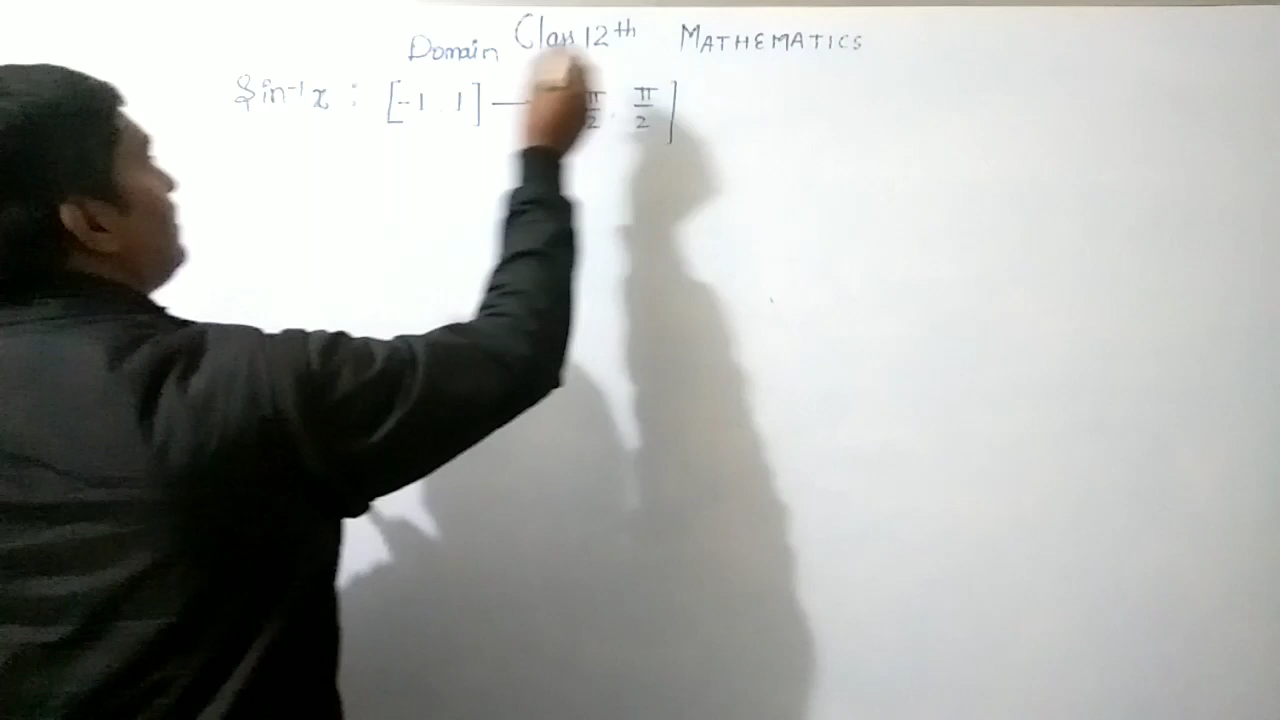 Class 12th MATHEMATICS
Domain
Sin⁻¹x : [-1 1] — π/2, π/2]